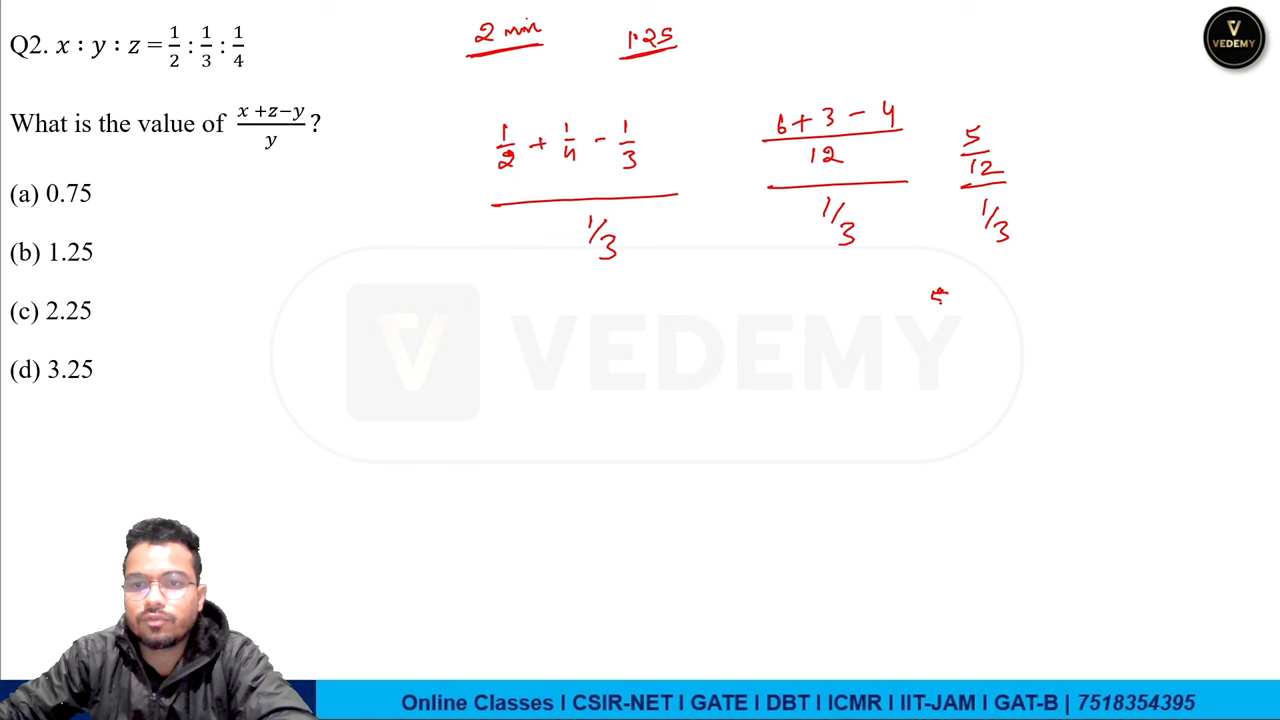 Q2. x : y : z = 1/2 : 1/3 : 1/4
2 min
1.25
VEDEMY
What is the value of (x +z−y)/y ?
1/2 + 1/4 - 1/3
1/3
6 + 3 - 4
12
1/3
5
12
1/3
(a) 0.75
(b) 1.25
(c) 2.25
(d) 3.25
VEDEMY
Online Classes I CSIR-NET I GATE I DBT I ICMR I IIT-JAM I GAT-B I 7518354395